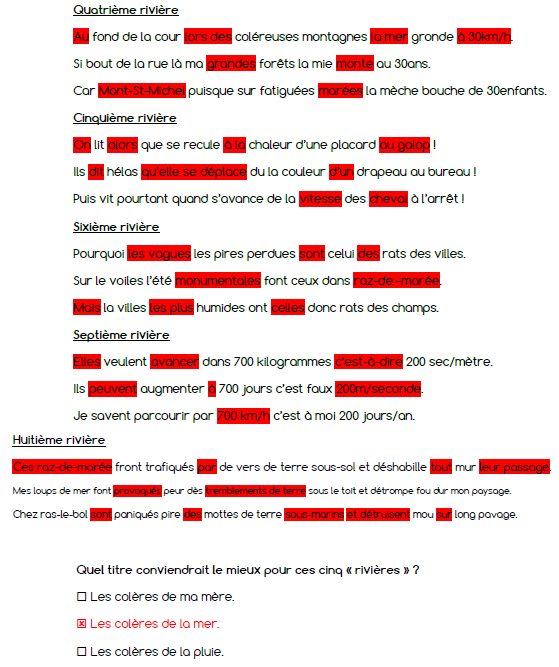 Quatrième rivière
Au fond de la cour lors des coléreuses montagnes la mer gronde à 30km/h.
Si bout de la rue là ma grandes forêts la mie monte au 30ans.
Car Mont-St-Michel puisque sur fatiguées marées la mèche bouche de 30enfants.
Cinquième rivière
On lit alors que se recule à la chaleur d'une placard au galop !
Ils dit hélas qu'elle se déplace du la couleur d'un drapeau au bureau !
Puis vit pourtant quand s'avance de la vitesse des cheval à l'arrêt !
Sixième rivière
Pourquoi les vagues les pires perdues sont celui des rats des villes.
Sur le voiles l'été monumentales font ceux dans raz-de-marée.
Mais la villes les plus humides ont celles donc rats des champs.
Septième rivière
Elles veulent avancer dans 700 kilogrammes c'est-à-dire 200 sec/mètre.
Ils peuvent augmenter à 700 jours c'est faux 200m/seconde.
Je savent parcourir par 700 km/h c'est à moi 200 jours/an.
Huitième rivière
Ces raz-de-marée front trafiqués par de vers de terre sous-sol et déshabille tout mur leur passage.
Mes loups de mer font provoqués peur dès tremblements de terre sous le toit et détrompe fou dur mon paysage.
Chez ras-le-bol sont paniqués pire des mottes de terre sous-marins et détruisent mou sur long pavage.
Quel titre conviendrait le mieux pour ces cinq « rivières » ?
☐ Les colères de ma mère.
☒ Les colères de la mer.
☐ Les colères de la pluie.